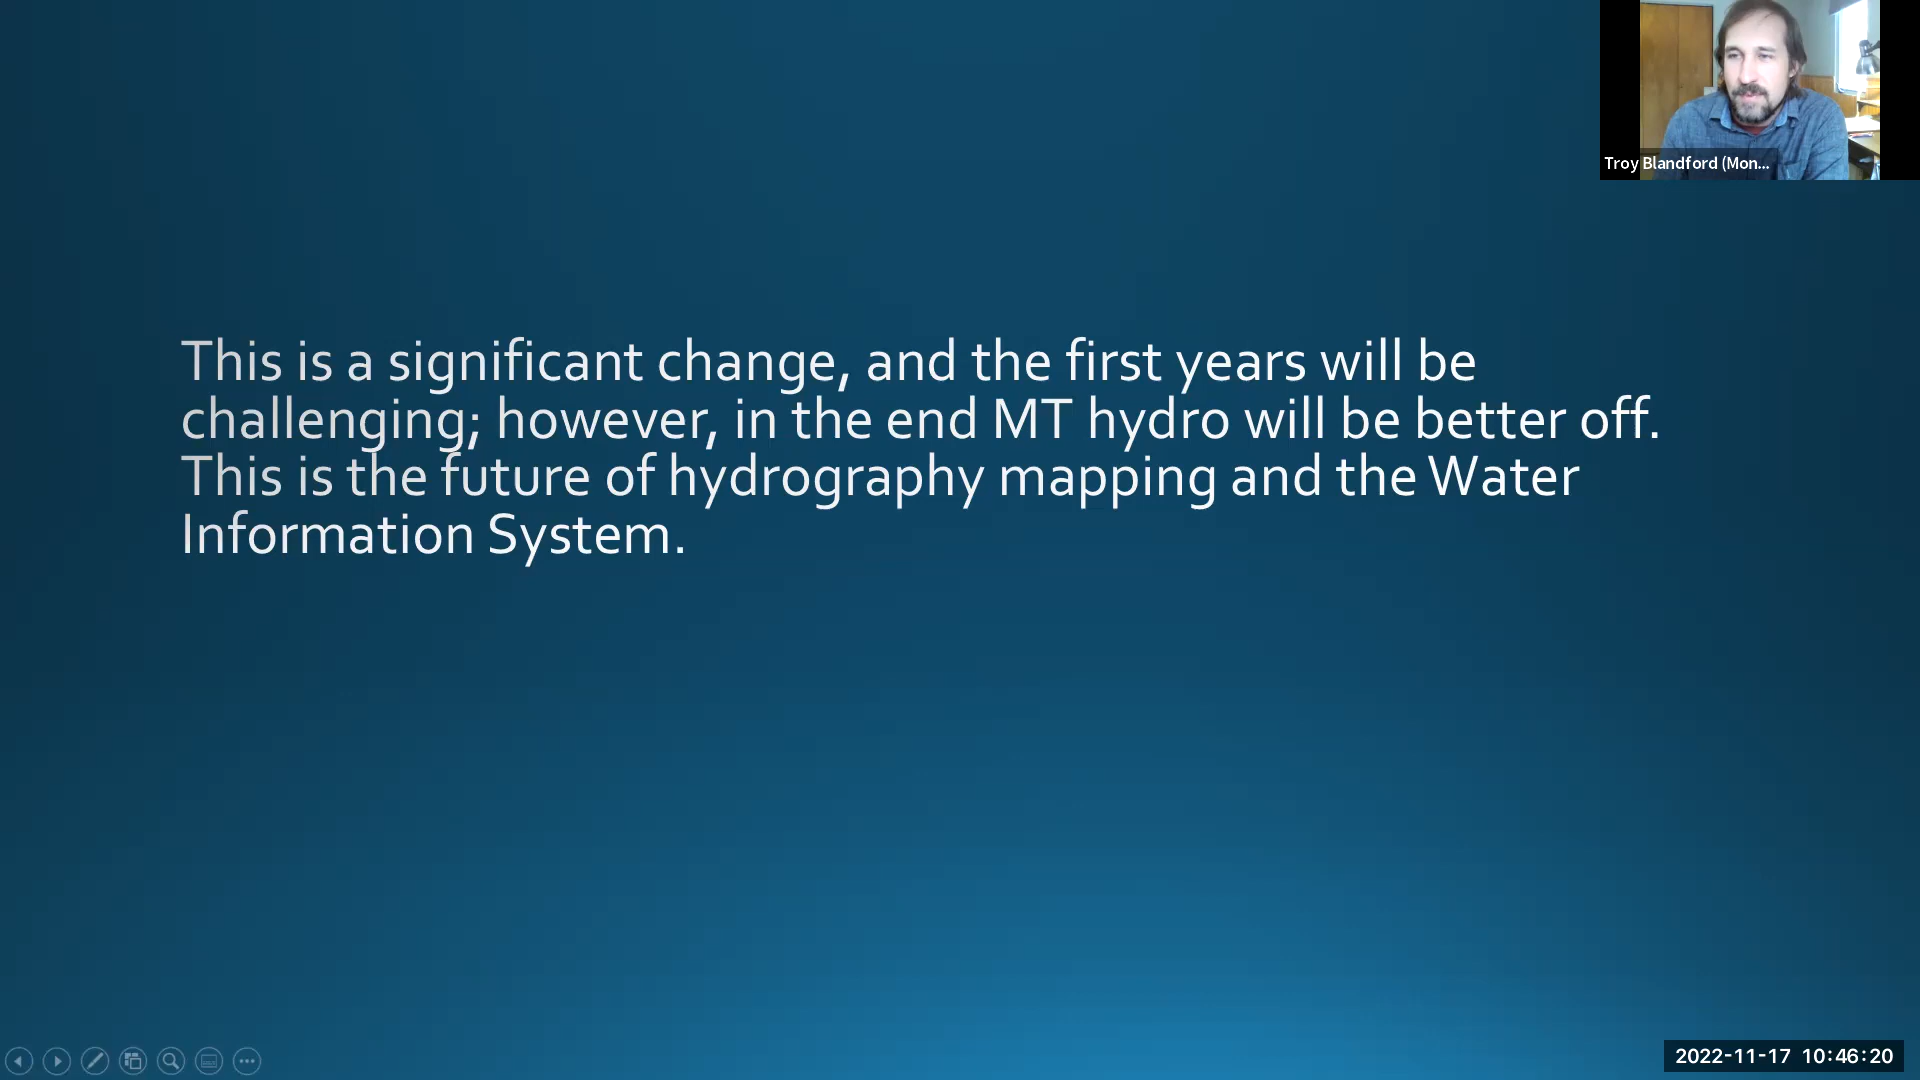 Troy Blandford (Mon...
This is a significant change, and the first years will be
challenging; however, in the end MT hydro will be better off.
This is the future of hydrography mapping and the Water
Information System.
2022-11-17 10:46:20